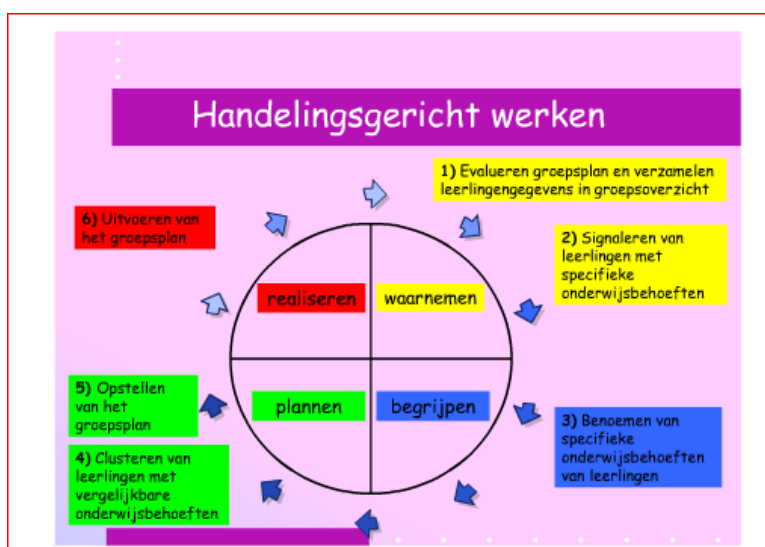 Handelingsgericht werken
1) Evalueren groepsplan en verzamelen
leerlingengegevens in groepsoverzicht
6) Uitvoeren van
het groepsplan
2) Signaleren van
leerlingen met
specifieke
onderwijsbehoeften
realiseren
waarnemen
5) Opstellen
van het
groepsplan
plannen
begrijpen
3) Benoemen van
specifieke
onderwijsbehoeften
van leerlingen
4) Clusteren van
leerlingen met
vergelijkbare
onderwijsbehoeften